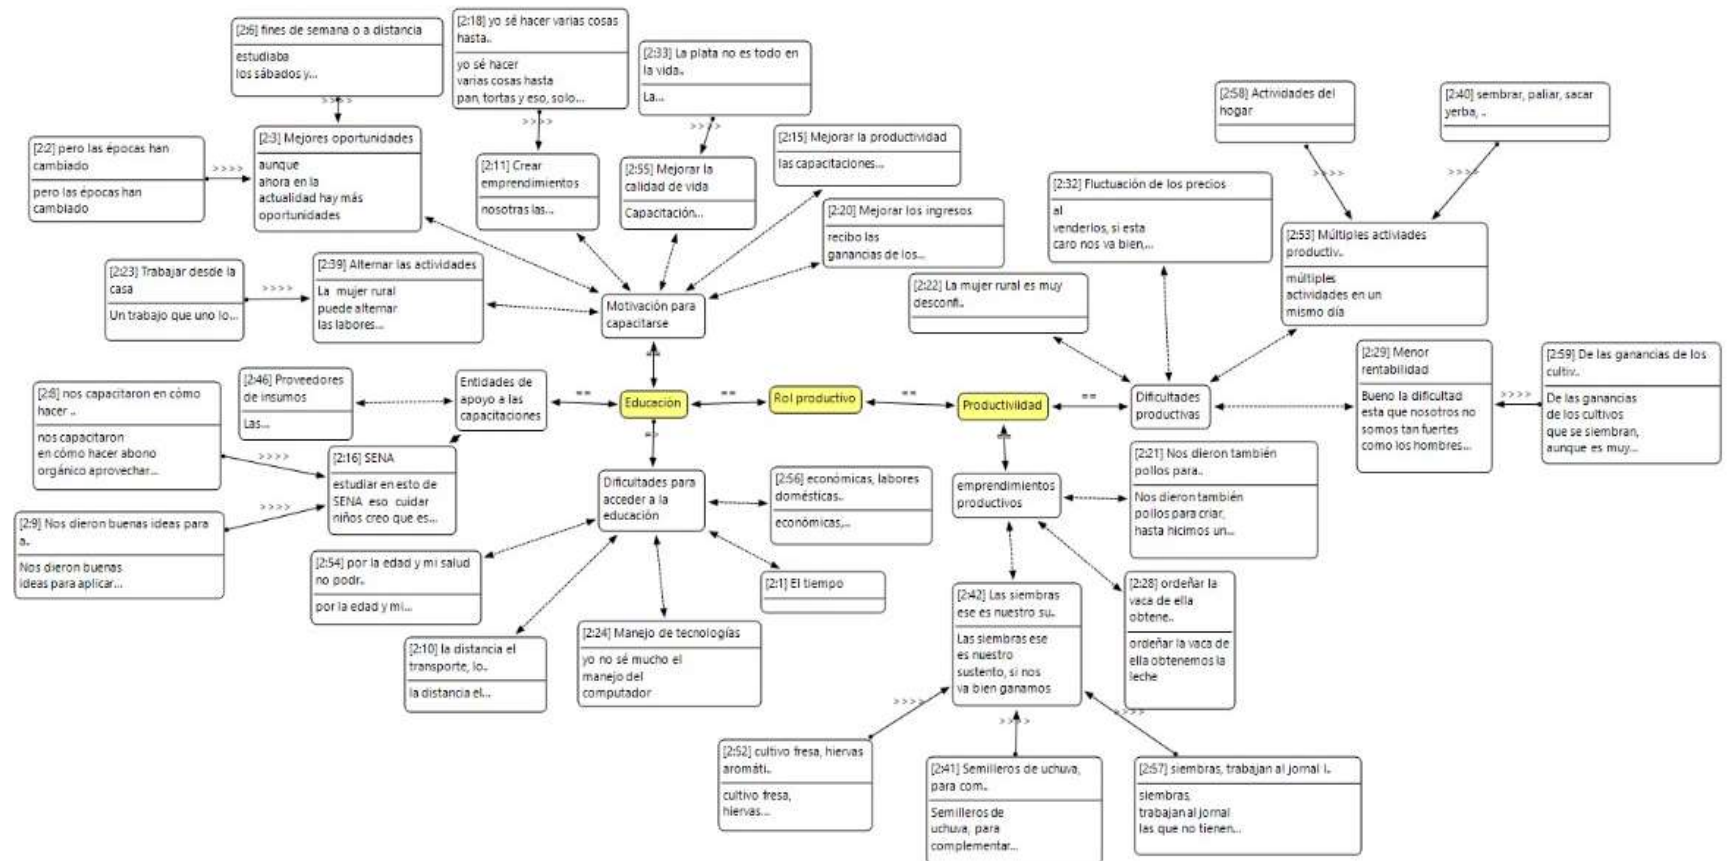 [2:6] fines de semana o a distancia
estudiaba
los sábados y...
>>>>
[2:18] yo sé hacer varias cosas
hasta..
yo sé hacer
varias cosas hasta
pan, tortas y eso, solo...
>>>>
[2:33] La plata no es todo en
la vida..
La...
>>>>
[2:58] Actividades del
hogar
>>>>
[2:40] sembrar, paliar, sacar
yerba, ..
>>>>
[2:2] pero las épocas han
cambiado
pero las épocas han
cambiado
>>>>
[2:3] Mejores oportunidades
aunque
ahora en la
actualidad hay más
oportunidades
[2:11] Crear
emprendimientos
nosotras las...
[2:55] Mejorar la
calidad de vida
Capacitación...
[2:15] Mejorar la productividad
las capacitaciones...
[2:20] Mejorar los ingresos
recibo las
ganancias de los...
[2:32] Fluctuación de los precios
al
venderlos, si esta
caro nos va bien,...
[2:53] Múltiples activiades
productiv..
múltiples
actividades en un
mismo día
[2:23] Trabajar desde la
casa
Un trabajo que uno lo...
>>>>
[2:39] Alternar las actividades
La mujer rural
puede alternar
las labores...
Motivación para
capacitarse
[2:22] La mujer rural es muy
desconfi..
[2:29] Menor
rentabilidad
Bueno la dificultad
esta que nosotros no
somos tan fuertes
como los hombres...
>>>>
[2:59] De las ganancias de los
cultiv..
De las ganancias
de los cultivos
que se siembran,
aunque es muy...
[2:8] nos capacitaron en cómo
hacer ..
nos capacitaron
en cómo hacer abono
orgánico aprovechar...
>>>>
[2:46] Proveedores
de insumos
Las...
Entidades de
apoyo a las
capacitaciones
==
==
Educación
==
Rol productivo
==
Productividad
==
Dificultades
productivas
=>
==
[2:16] SENA
estudiar en esto de
SENA eso cuidar
niños creo que es...
[2:9] Nos dieron buenas ideas para
a..
Nos dieron buenas
ideas para aplicar...
>>>>
Dificultades para
acceder a la
educación
[2:56] económicas, labores
domésticas..
económicas,...
emprendimientos
productivos
[2:21] Nos dieron también
pollos para..
Nos dieron también
pollos para criar,
hasta hicimos un...
[2:54] por la edad y mi salud
no podr..
por la edad y mi...
[2:1] El tiempo
[2:10] la distancia el
transporte, lo..
la distancia el...
[2:24] Manejo de tecnologías
yo no sé mucho el
manejo del
computador
[2:42] Las siembras
ese es nuestro su..
Las siembras ese
es nuestro
sustento, si nos
va bien ganamos
[2:28] ordeñar la
vaca de ella
obtene..
ordeñar la vaca de
ella obtenemos la
leche
>>>>
>>>>
>>>>
[2:52] cultivo fresa, hiervas
aromáti..
cultivo fresa,
hiervas...
[2:41] Semilleros de uchuva,
para com..
Semilleros de
uchuva, para
complementar...
[2:57] siembras, trabajan al jornal l..
siembras,
trabajan al jornal
las que no tienen...